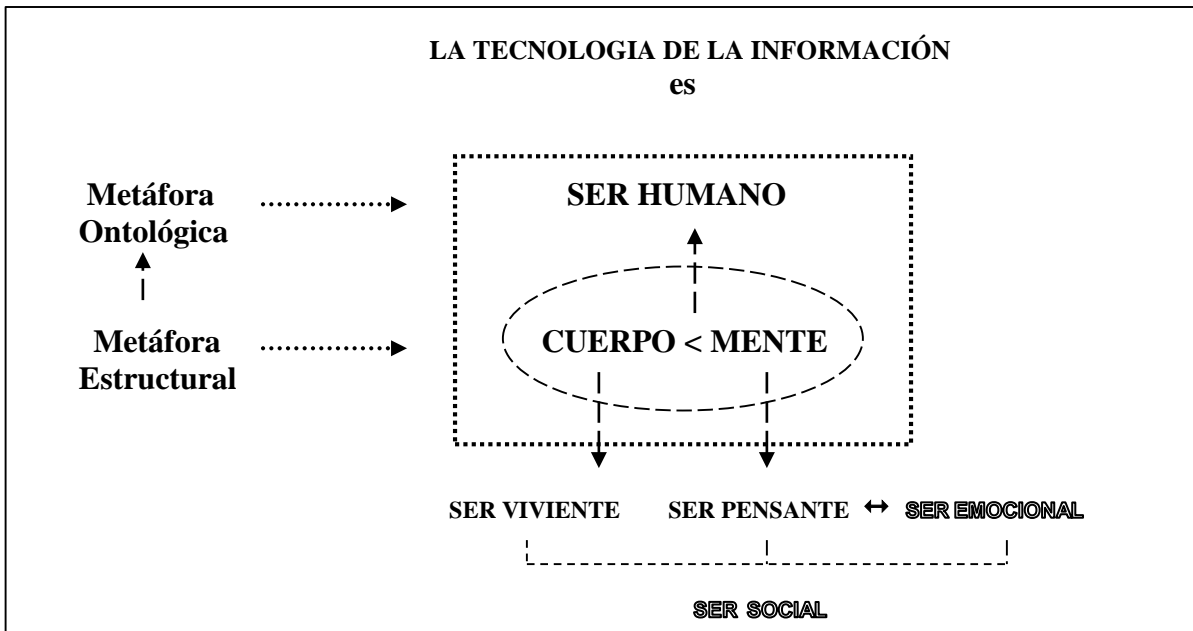 LA TECNOLOGIA DE LA INFORMACIÓN
es
Metáfora
Ontológica
SER HUMANO
Metáfora
Estructural
CUERPO < MENTE
SER VIVIENTE
SER PENSANTE
SER EMOCIONAL
SER SOCIAL